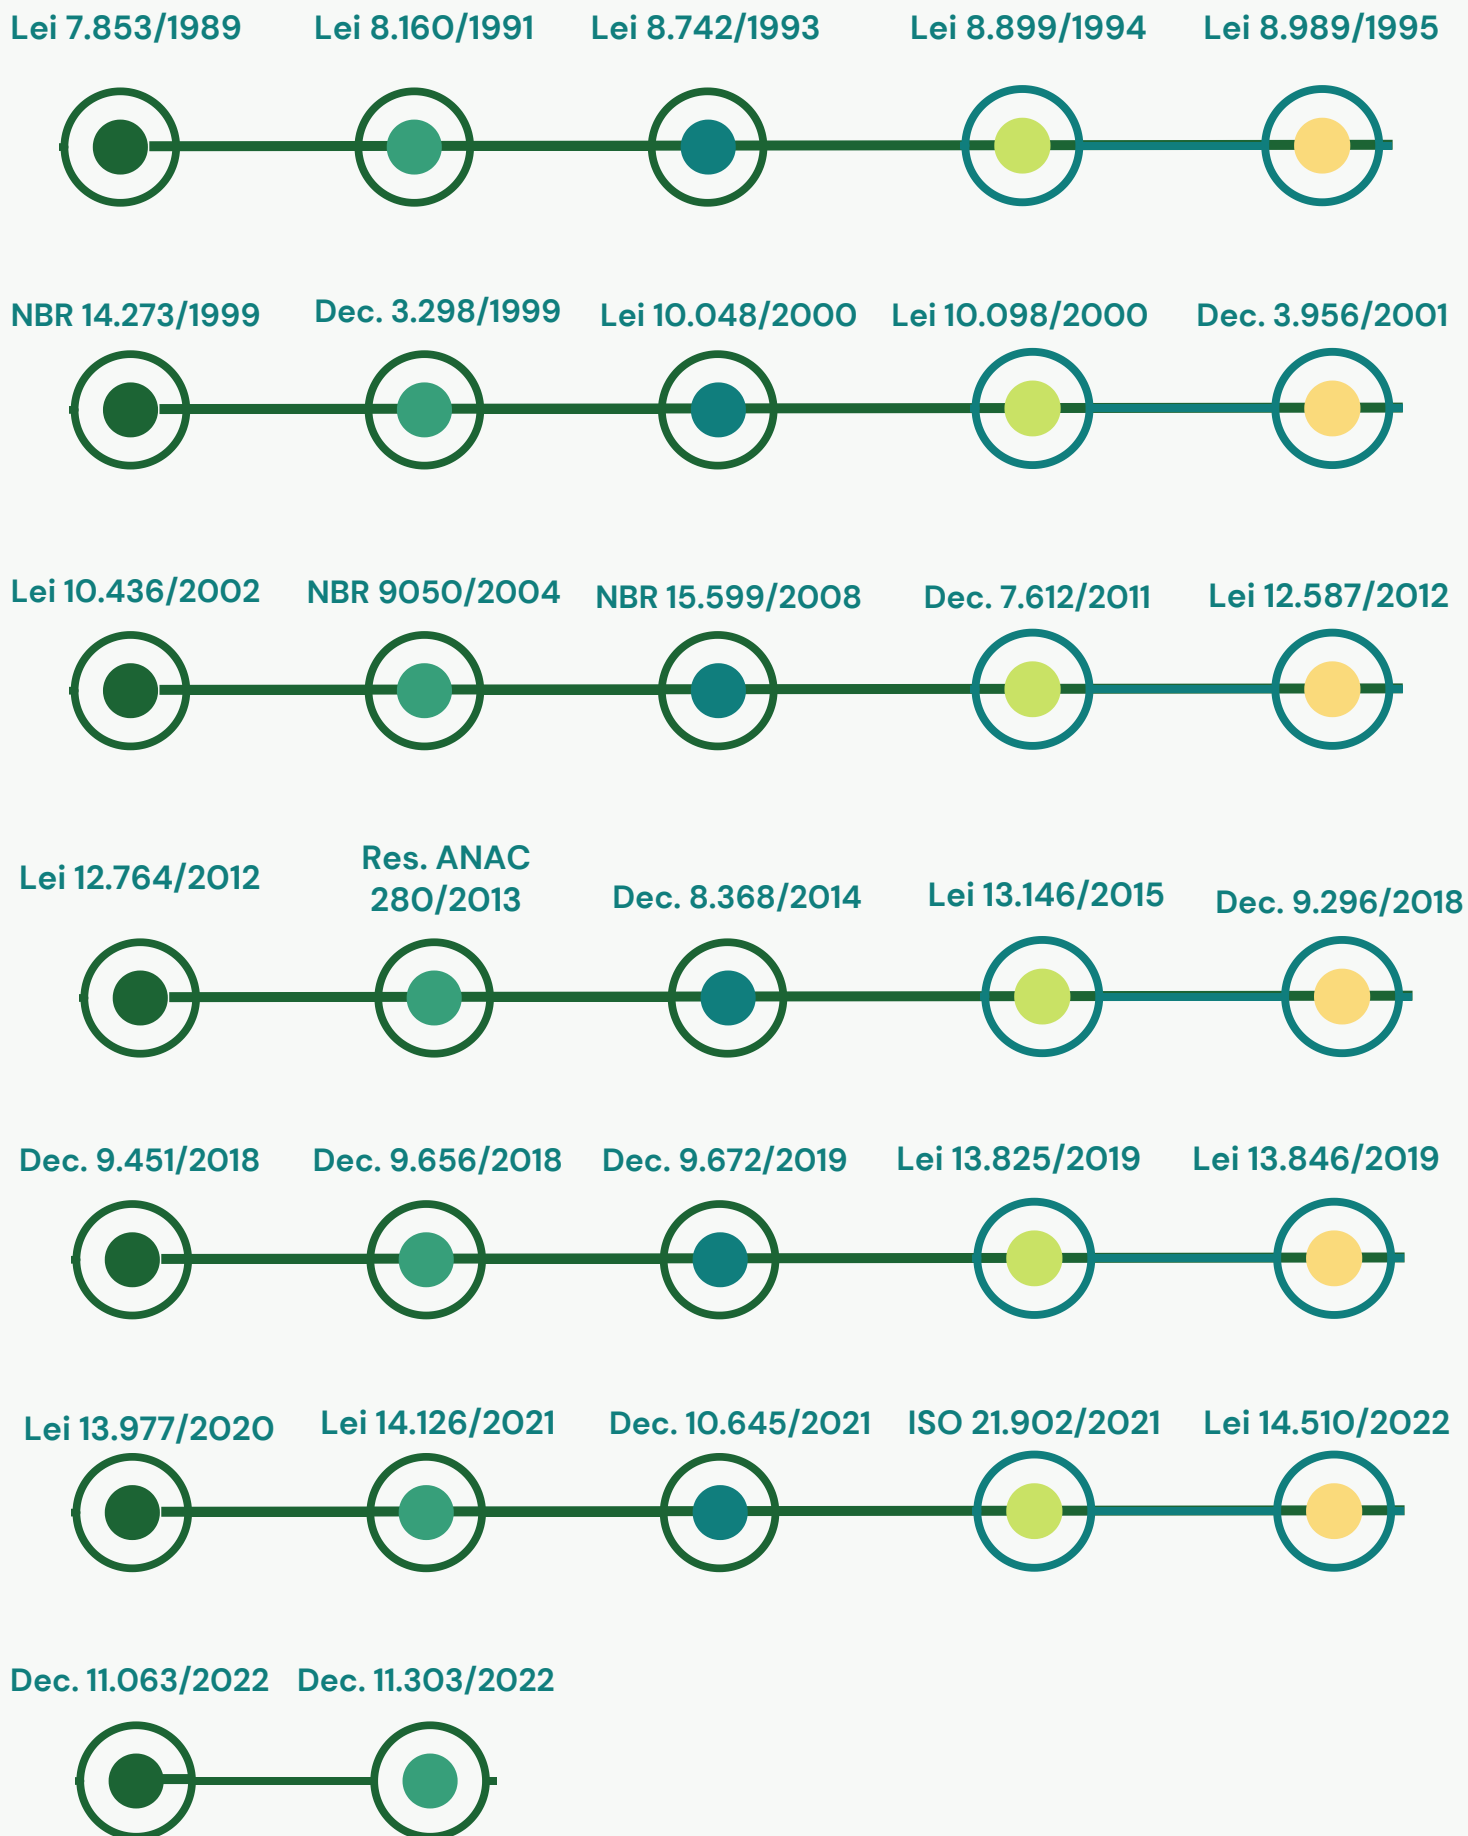 Lei 7.853/1989
Lei 8.160/1991
Lei 8.742/1993
Lei 8.899/1994
Lei 8.989/1995
NBR 14.273/1999
Dec. 3.298/1999
Lei 10.048/2000
Lei 10.098/2000
Dec. 3.956/2001
Lei 10.436/2002
NBR 9050/2004
NBR 15.599/2008
Dec. 7.612/2011
Lei 12.587/2012
Lei 12.764/2012
Res. ANAC
280/2013
Dec. 8.368/2014
Lei 13.146/2015
Dec. 9.296/2018
Dec. 9.451/2018
Dec. 9.656/2018
Dec. 9.672/2019
Lei 13.825/2019
Lei 13.846/2019
Lei 13.977/2020
Lei 14.126/2021
Dec. 10.645/2021
ISO 21.902/2021
Lei 14.510/2022
Dec. 11.063/2022
Dec. 11.303/2022